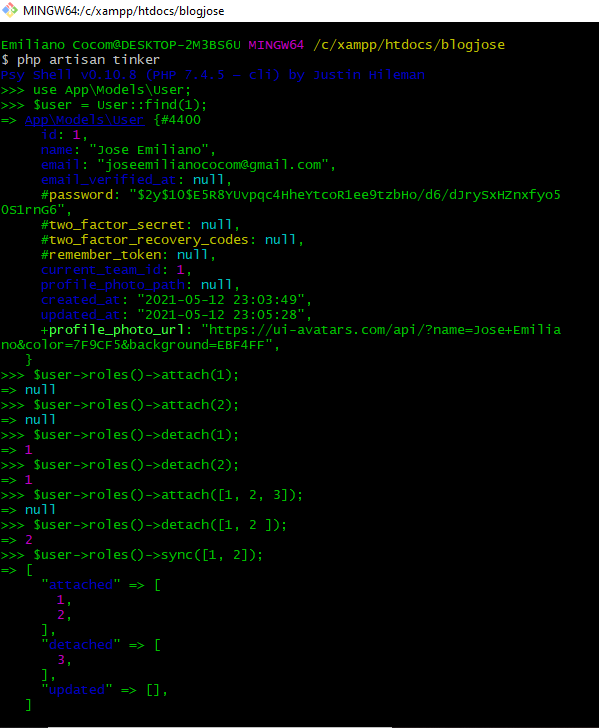 MINGW64:/c/xampp/htdocs/blogjose
Emiliano Cocom@DESKTOP-2M3BS6U MINGW64 /c/xampp/htdocs/blogjose
$ php artisan tinker
Psy Shell v0.10.8 (PHP 7.4.5 — cli) by Justin Hileman
>>> use App\Models\User;
>>> $user = User::find(1);
=> App\Models\User {#4400
     id: 1,
     name: "Jose Emiliano",
     email: "joseemilianococom@gmail.com",
     email_verified_at: null,
     #password: "$2y$10$E5R8YUvpqc4HheYtcoR1ee9tzbHo/d6/dJrySxHZnxfyo5
OS1rnG6",
     #two_factor_secret: null,
     #two_factor_recovery_codes: null,
     #remember_token: null,
     current_team_id: 1,
     profile_photo_path: null,
     created_at: "2021-05-12 23:03:49",
     updated_at: "2021-05-12 23:05:28",
     +profile_photo_url: "https://ui-avatars.com/api/?name=Jose+Emilia
no&color=7F9CF5&background=EBF4FF",
   }
>>> $user->roles()->attach(1);
=> null
>>> $user->roles()->attach(2);
=> null
>>> $user->roles()->detach(1);
=> 1
>>> $user->roles()->detach(2);
=> 1
>>> $user->roles()->attach([1, 2, 3]);
=> null
>>> $user->roles()->detach([1, 2 ]);
=> 2
>>> $user->roles()->sync([1, 2]);
=> [
     "attached" => [
       1,
       2,
     ],
     "detached" => [
       3,
     ],
     "updated" => [],
   ]